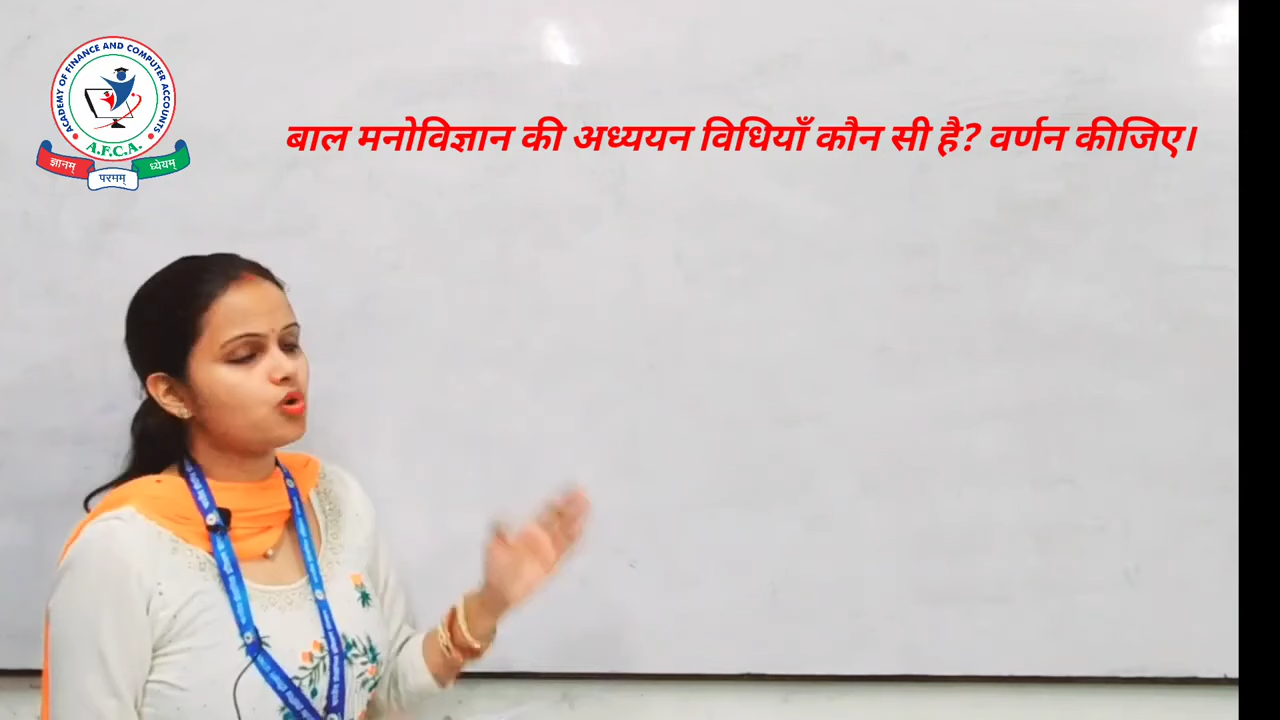 ACADEMY OF FINANCE AND COMPUTER ACCOUNTS
A.F.C.A.
ज्ञानम्
परमम्
ध्येयम्
बाल मनोविज्ञान की अध्ययन विधियाँ कौन सी है? वर्णन कीजिए।